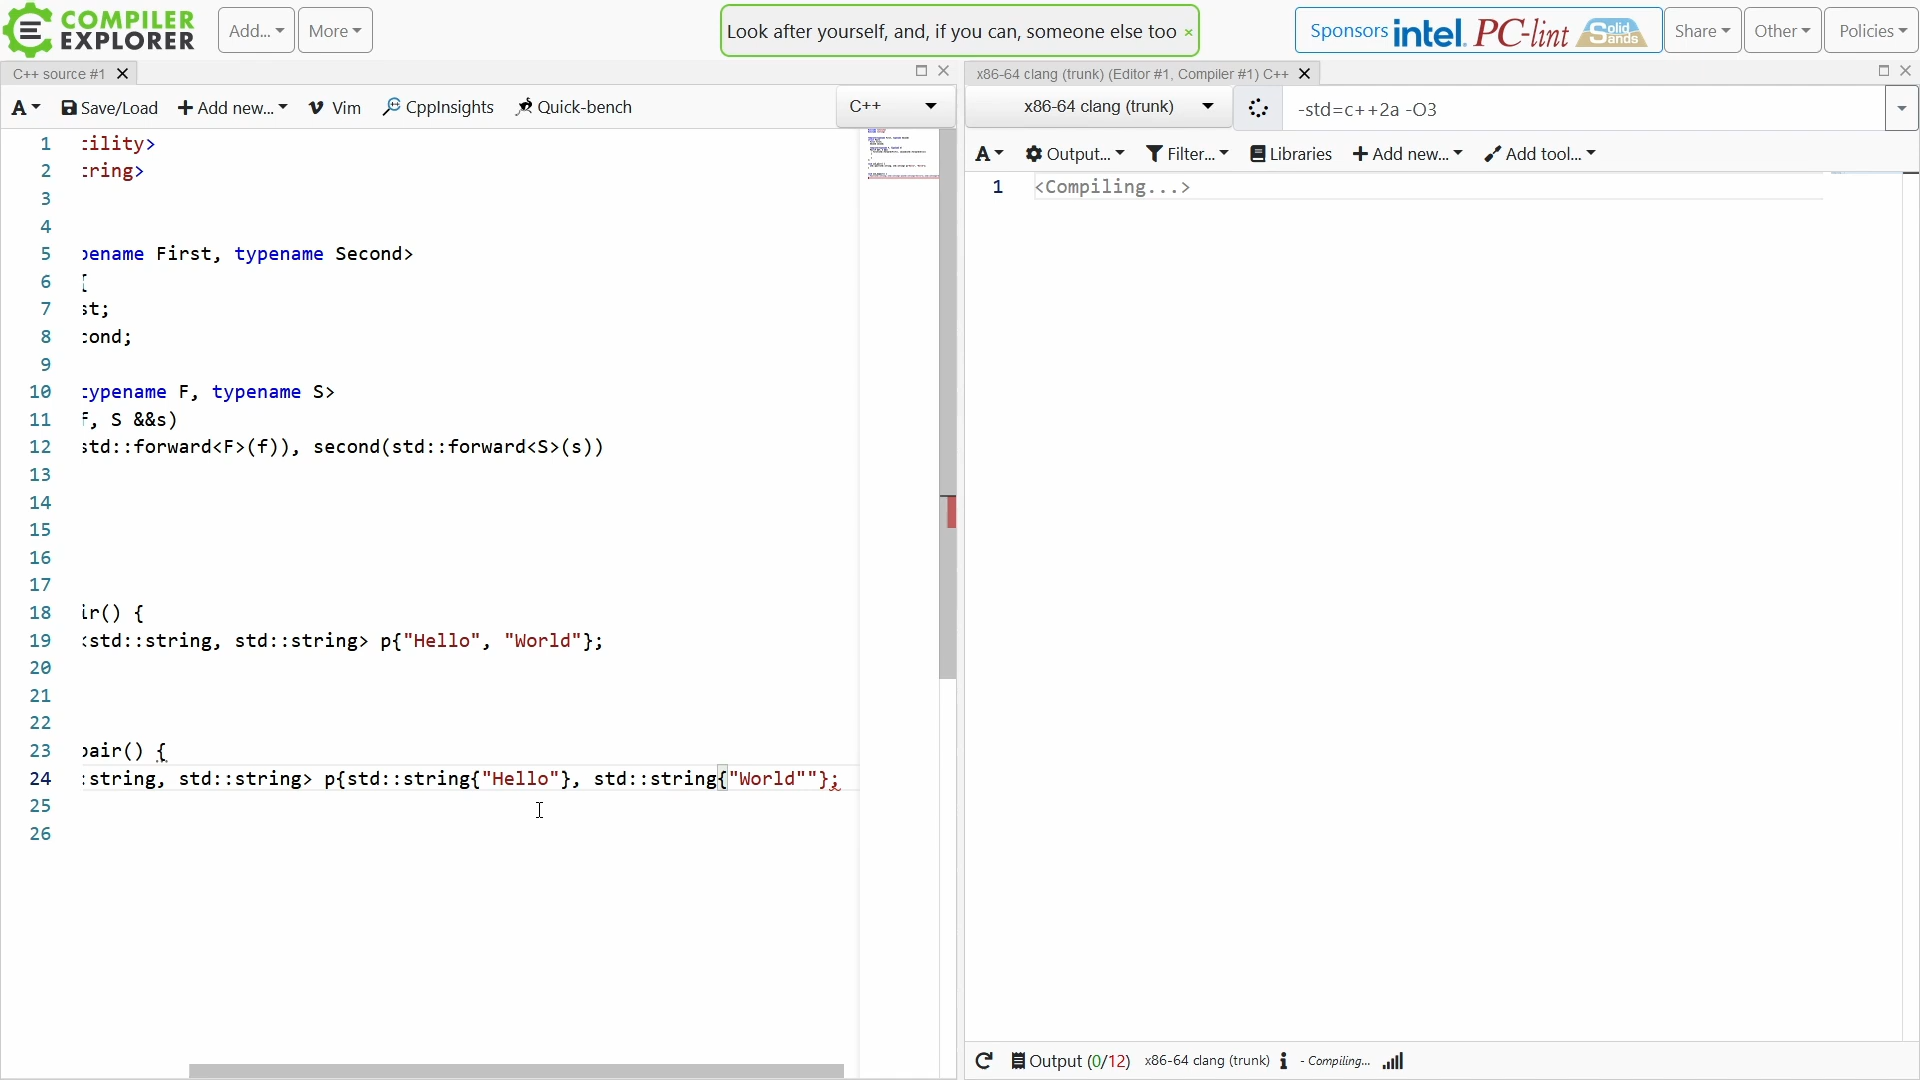 COMPILER
EXPLORER
Add...
More
Look after yourself, and, if you can, someone else too ×
Sponsors intel. PC-lint Solid Sands
Share
Other
Policies
C++ source #1
A
Save/Load
Add new...
Vim
CppInsights
Quick-bench
C++
1 :ility>
2 :ring>
3
4
5 ename First, typename Second>
6 {
7 st;
8 cond;
9
10 typename F, typename S>
11 f, S &&s)
12 std::forward<F>(f)), second(std::forward<S>(s))
13
14
15
16
17
18 ir() {
19 <std::string, std::string> p{"Hello", "World"};
20
21
22
23 pair() {
24 :string, std::string> p{std::string{"Hello"}, std::string{"World""};
25
26
x86-64 clang (trunk) (Editor #1, Compiler #1) C++
x86-64 clang (trunk)
-std=c++2a -O3
A
Output...
Filter...
Libraries
Add new...
Add tool...
1 <Compiling...>
Output (0/12) x86-64 clang (trunk) i - Compiling...